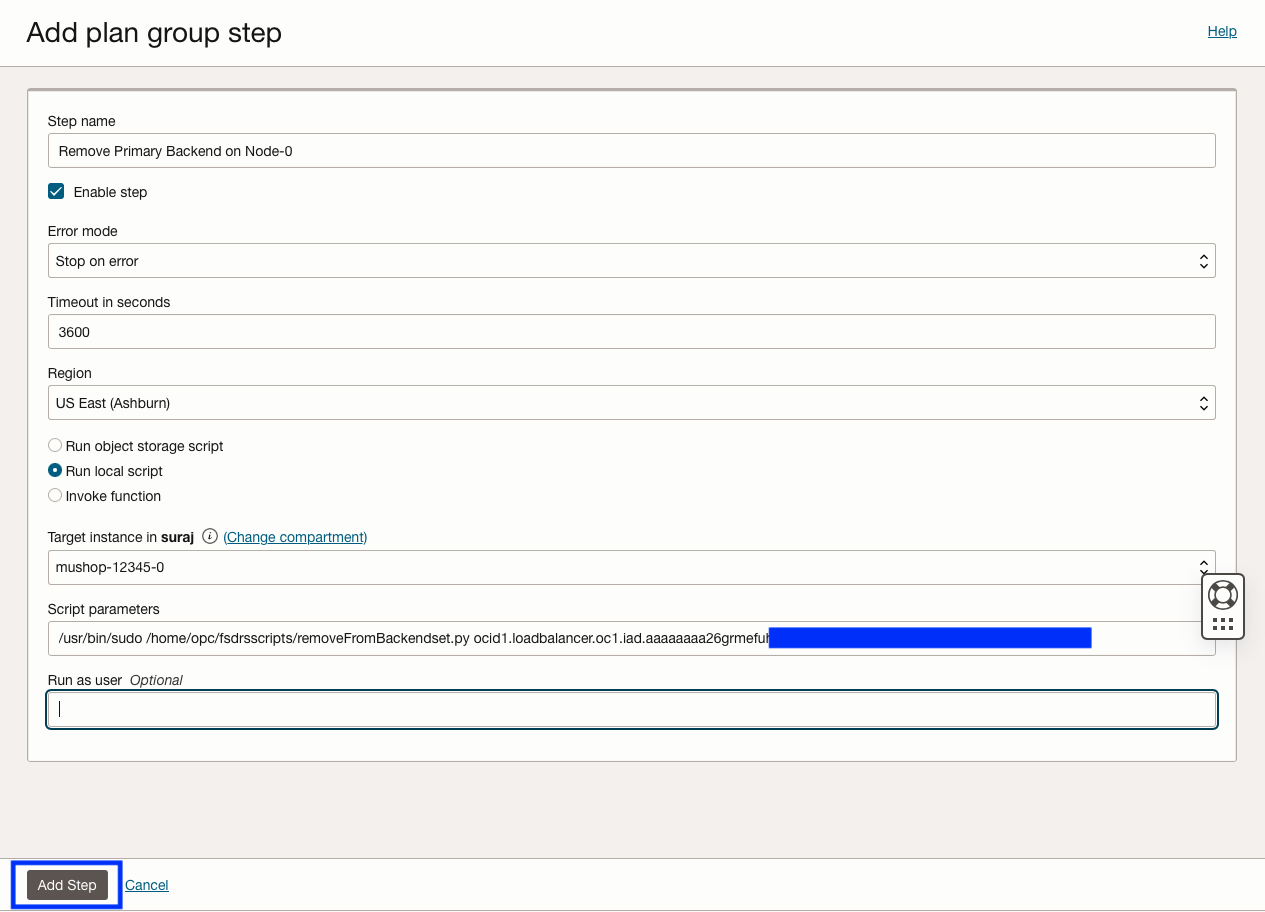 Add plan group step
Help
Step name
Remove Primary Backend on Node-0
Enable step
Error mode
Stop on error
Timeout in seconds
3600
Region
US East (Ashburn)
Run object storage script
Run local script
Invoke function
Target instance in suraj (Change compartment)
mushop-12345-0
Script parameters
/usr/bin/sudo /home/opc/fsdrsscripts/removeFromBackendset.py ocid1.loadbalancer.oc1.iad.aaaaaaaa26grmefu
Run as user Optional
Add Step Cancel